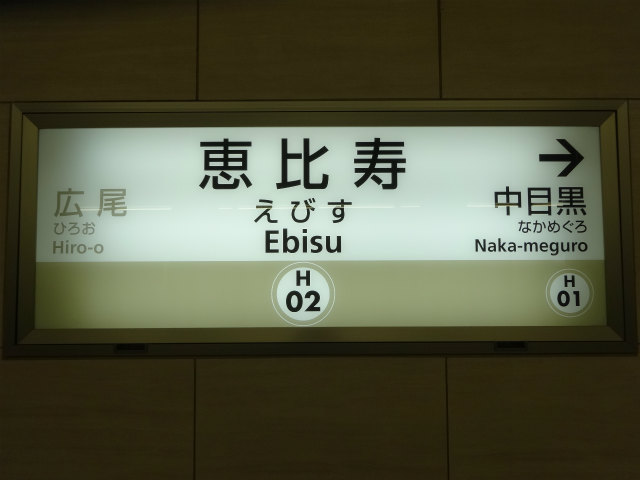 恵比寿
えびす
Ebisu
H
02
広尾
ひろお
Hiro-o
→
中目黒
なかめぐろ
Naka-meguro
H
01